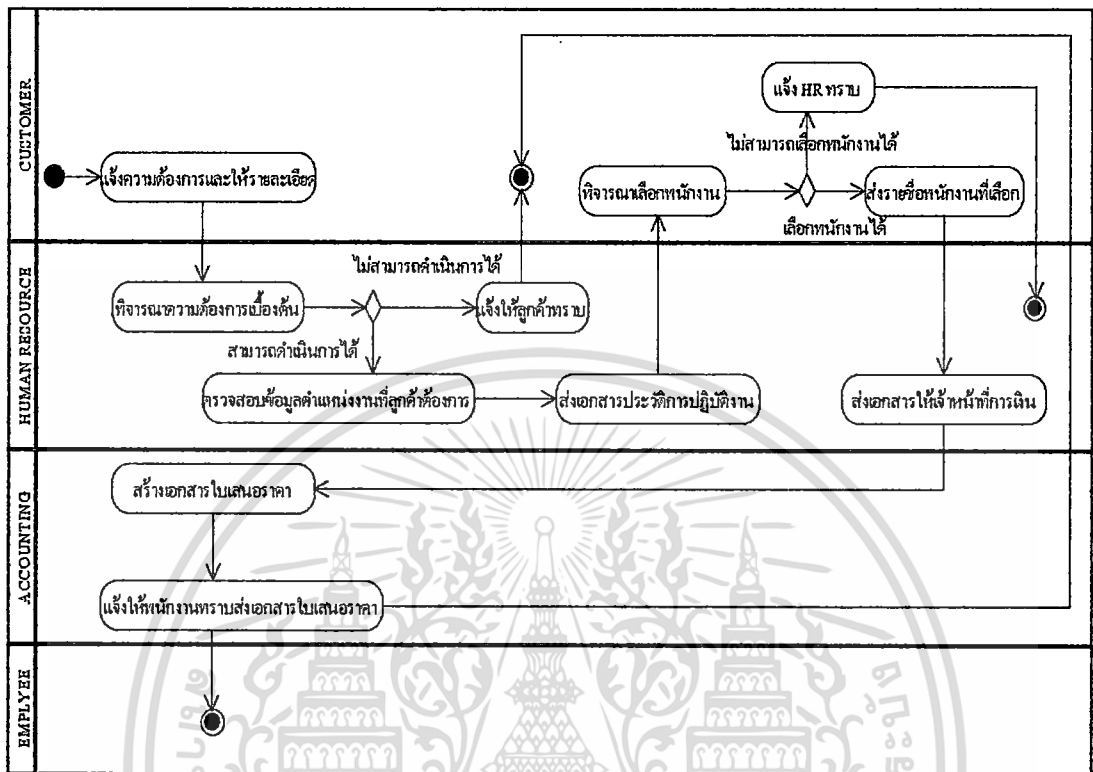 CUSTOMER
แจ้งความต้องการและให้รายละเอียด
แจ้ง HR ทราบ
ไม่สามารถเลือกพนักงานได้
พิจารณาเลือกพนักงาน
ส่งรายชื่อพนักงานที่เลือก
เลือกพนักงานได้
HUMAN RESOURCE
ไม่สามารถดำเนินการได้
พิจารณาความต้องการเบื้องต้น
แจ้งให้ลูกค้าทราบ
สามารถดำเนินการได้
ตรวจสอบข้อมูลตำแหน่งงานที่ลูกค้าต้องการ
ส่งเอกสารประวัติการปฏิบัติงาน
ส่งเอกสารให้เจ้าหน้าที่การเงิน
ACCOUNTING
สร้างเอกสารใบเสนอราคา
แจ้งให้พนักงานทราบส่งเอกสารใบเสนอราคา
EMPLYEE